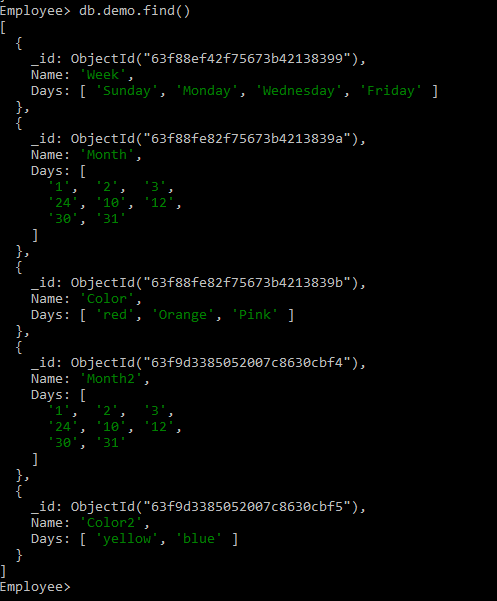 Employee> db.demo.find()
[
  {
    _id: ObjectId("63f88ef42f75673b42138399"),
    Name: 'Week',
    Days: [ 'Sunday', 'Monday', 'Wednesday', 'Friday' ]
  },
  {
    _id: ObjectId("63f88fe82f75673b4213839a"),
    Name: 'Month',
    Days: [
      '1',  '2',  '3',
      '24', '10', '12',
      '30', '31'
    ]
  },
  {
    _id: ObjectId("63f88fe82f75673b4213839b"),
    Name: 'Color',
    Days: [ 'red', 'Orange', 'Pink' ]
  },
  {
    _id: ObjectId("63f9d3385052007c8630cbf4"),
    Name: 'Month2',
    Days: [
      '1',  '2',  '3',
      '24', '10', '12',
      '30', '31'
    ]
  },
  {
    _id: ObjectId("63f9d3385052007c8630cbf5"),
    Name: 'Color2',
    Days: [ 'yellow', 'blue' ]
  }
]
Employee>